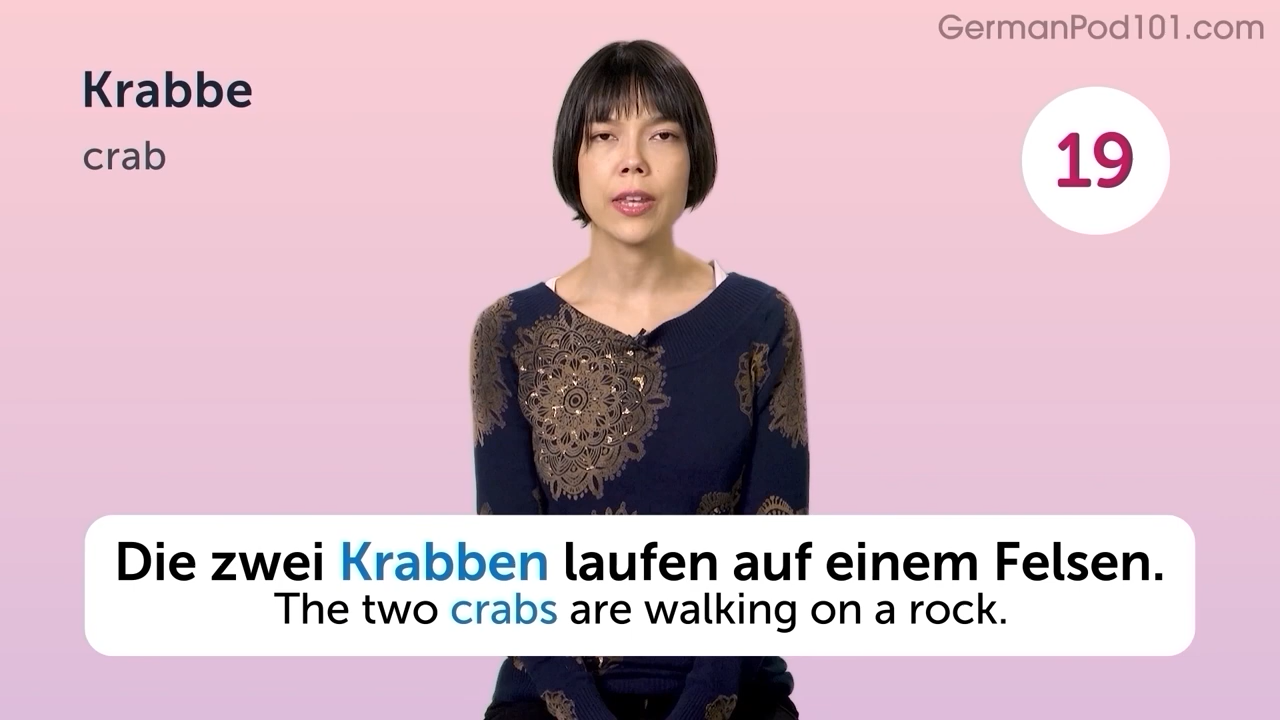 GermanPod101.com
Krabbe
crab
19
Die zwei Krabben laufen auf einem Felsen.
The two crabs are walking on a rock.